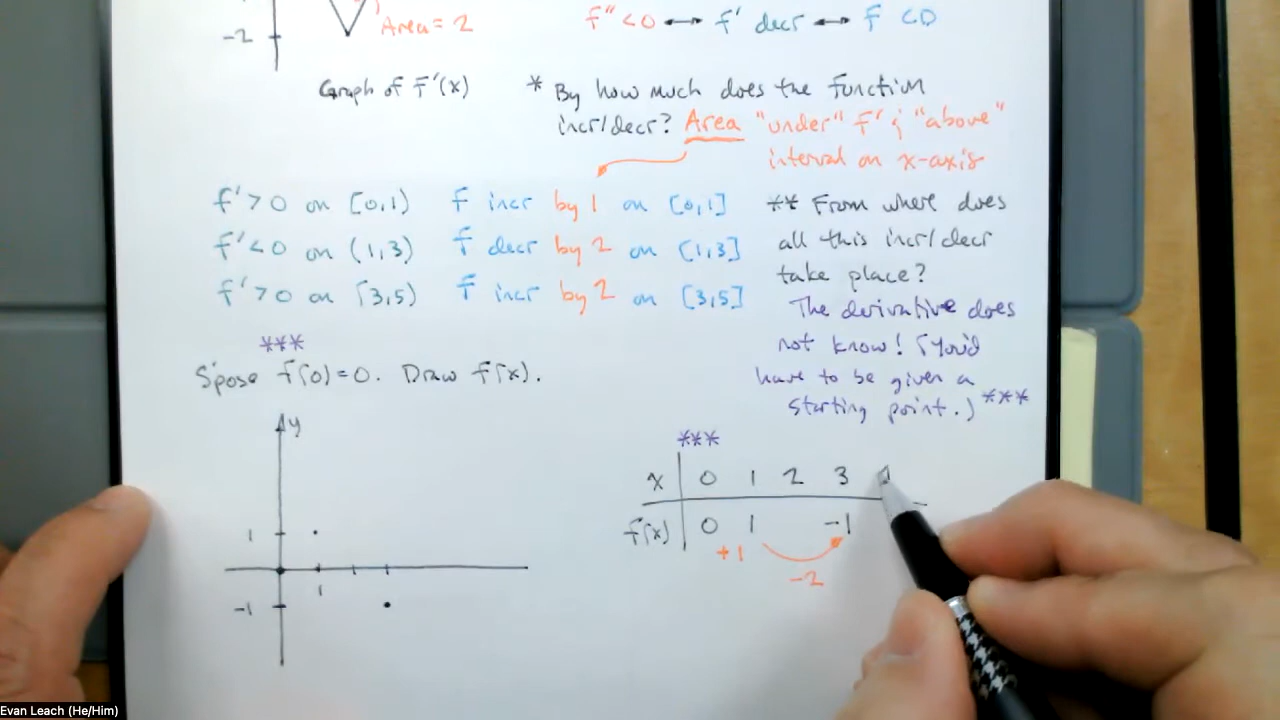 -2
Area = 2
f" <0 ⟷ f' decr ⟷ f CD
Graph of f'(x)
* By how much does the function
incr/decr? Area "under" f' ; "above"
interval on x-axis
f'>0 on [0,1) f incr by 1 on [0,1]
f'<0 on (1,3) f decr by 2 on [1,3]
f'>0 on (3,5) f incr by 2 on [3,5]
** From where does
all this incr/decr
take place?
The derivative does
not know! (You'd
have to be given a
starting point.) ***
***
S'pose f(0)=0. Draw f(x).
y
1
1
-1
***
x 0 1 2 3
f(x) 0 1 -1
+1
-2
Evan Leach (He/Him)